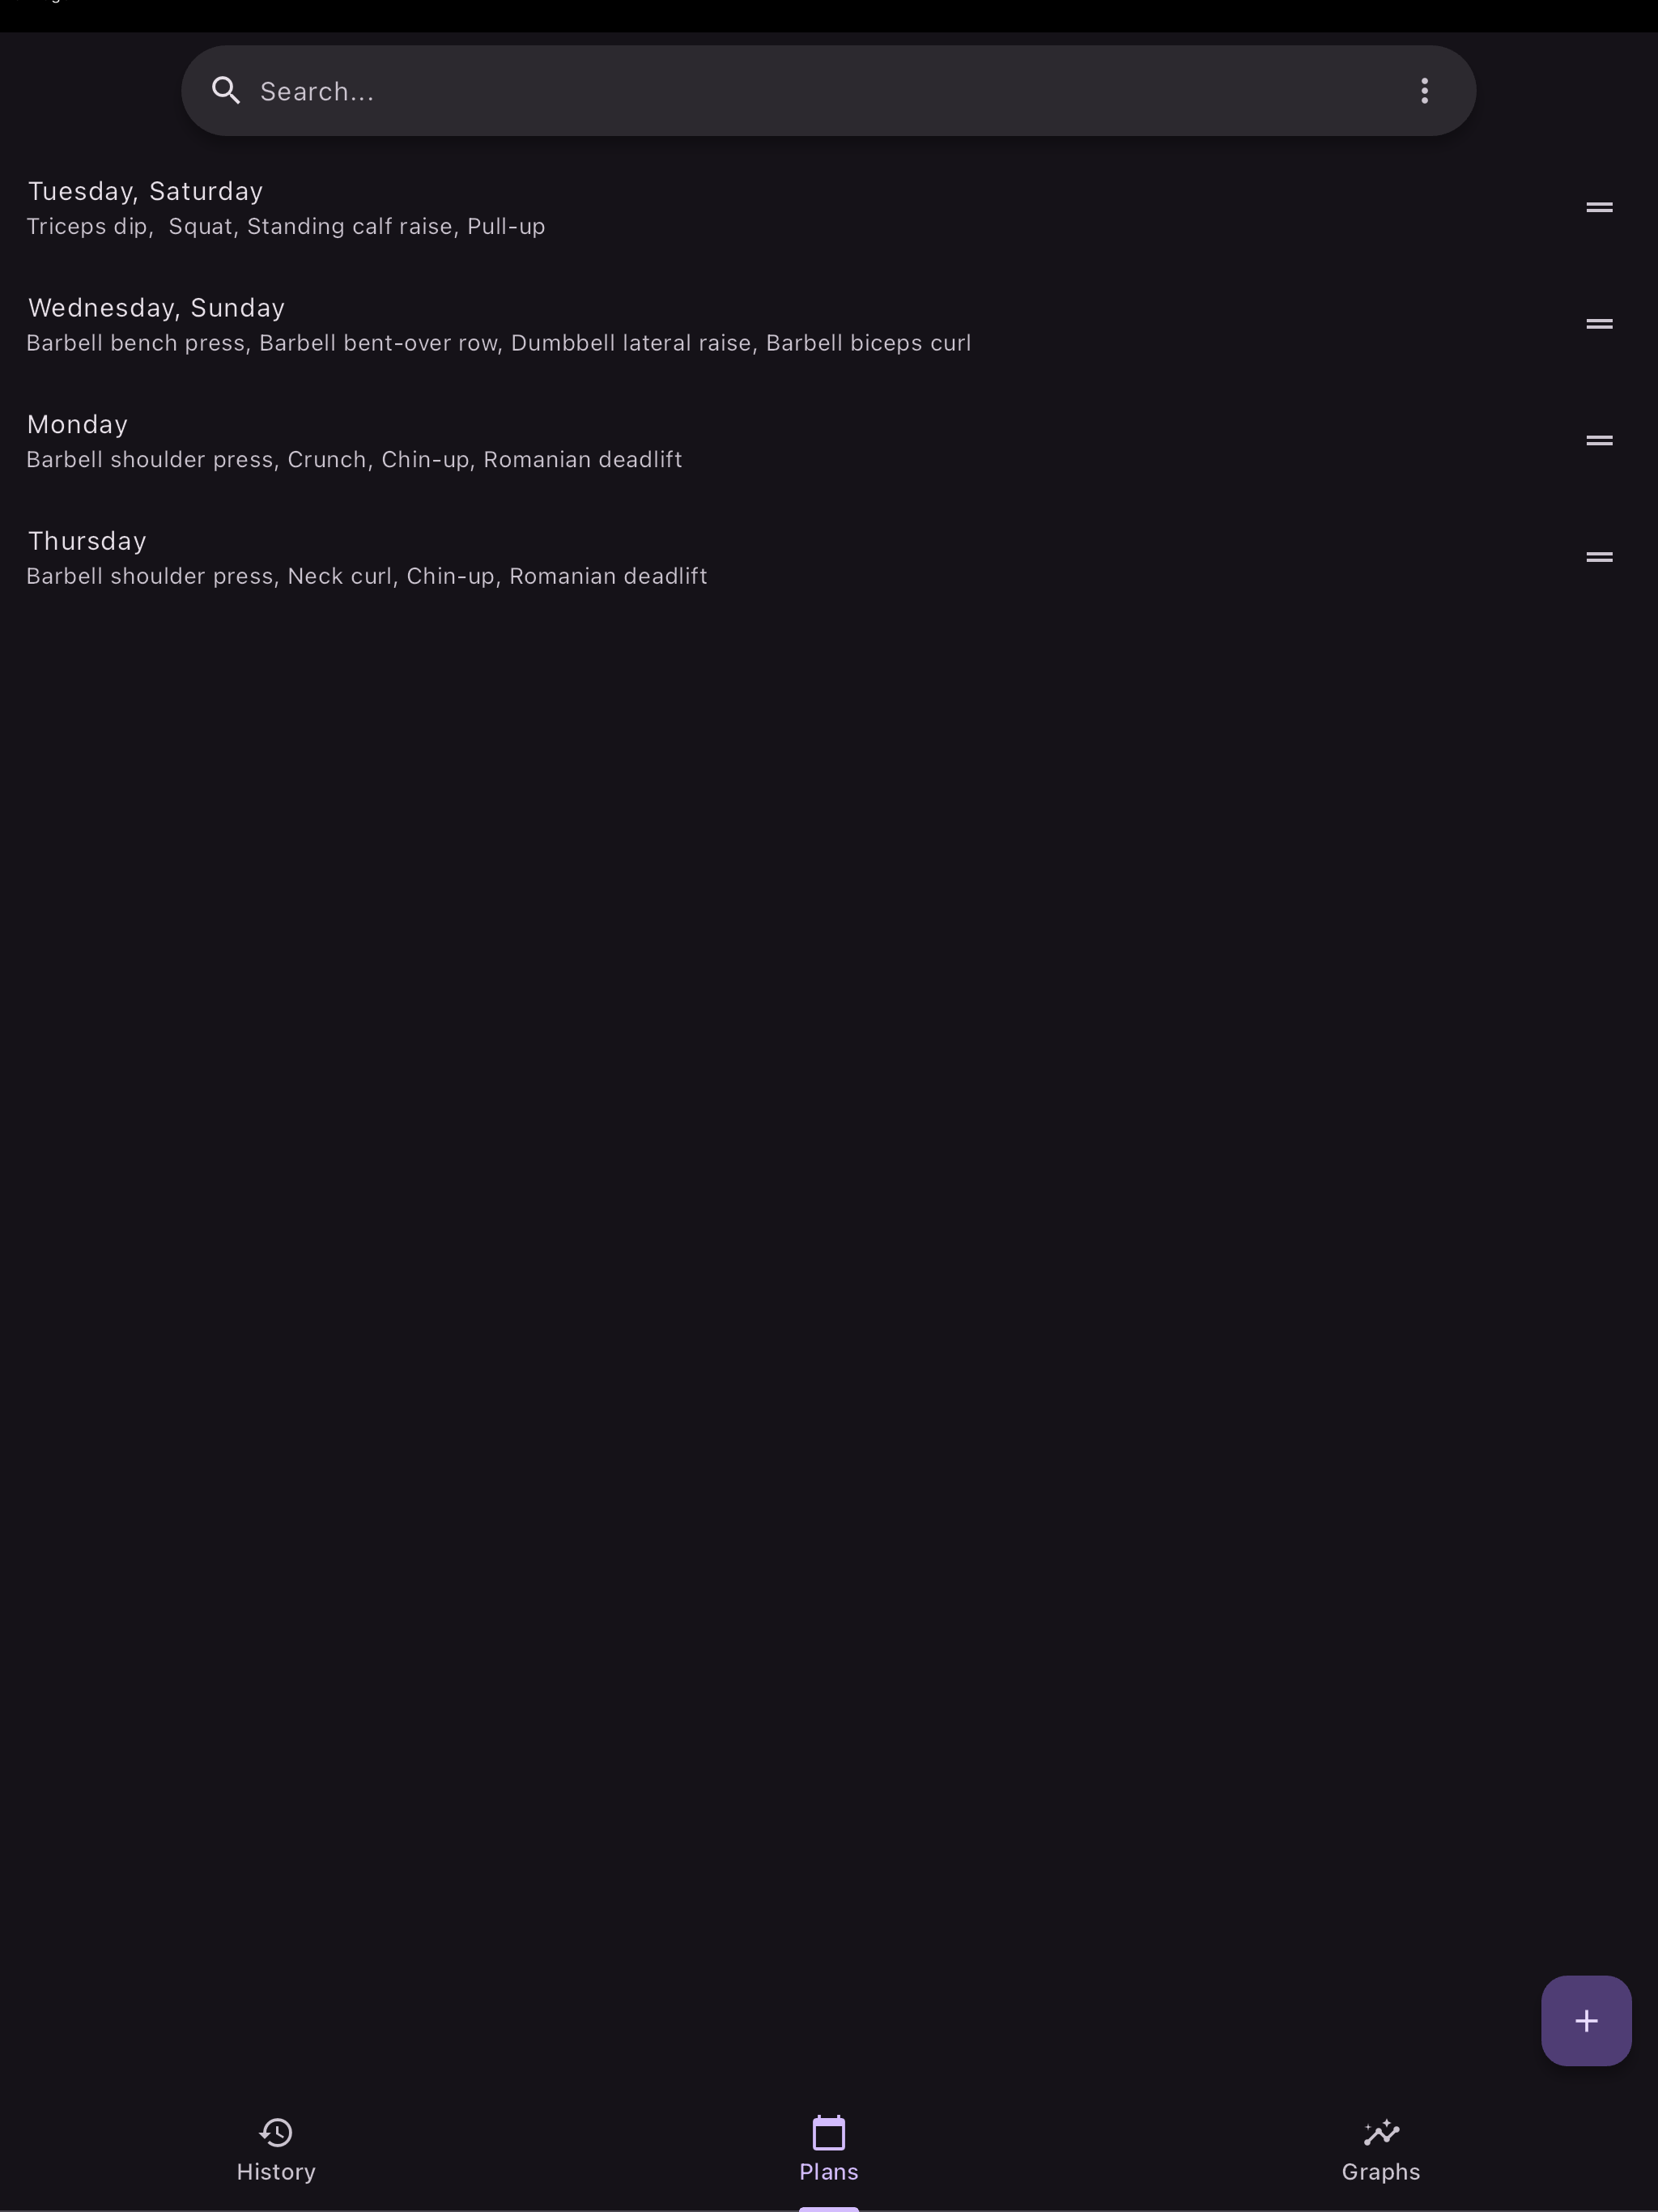 Search...
Tuesday, Saturday
Triceps dip,  Squat, Standing calf raise, Pull-up
Wednesday, Sunday
Barbell bench press, Barbell bent-over row, Dumbbell lateral raise, Barbell biceps curl
Monday
Barbell shoulder press, Crunch, Chin-up, Romanian deadlift
Thursday
Barbell shoulder press, Neck curl, Chin-up, Romanian deadlift
History
Plans
Graphs